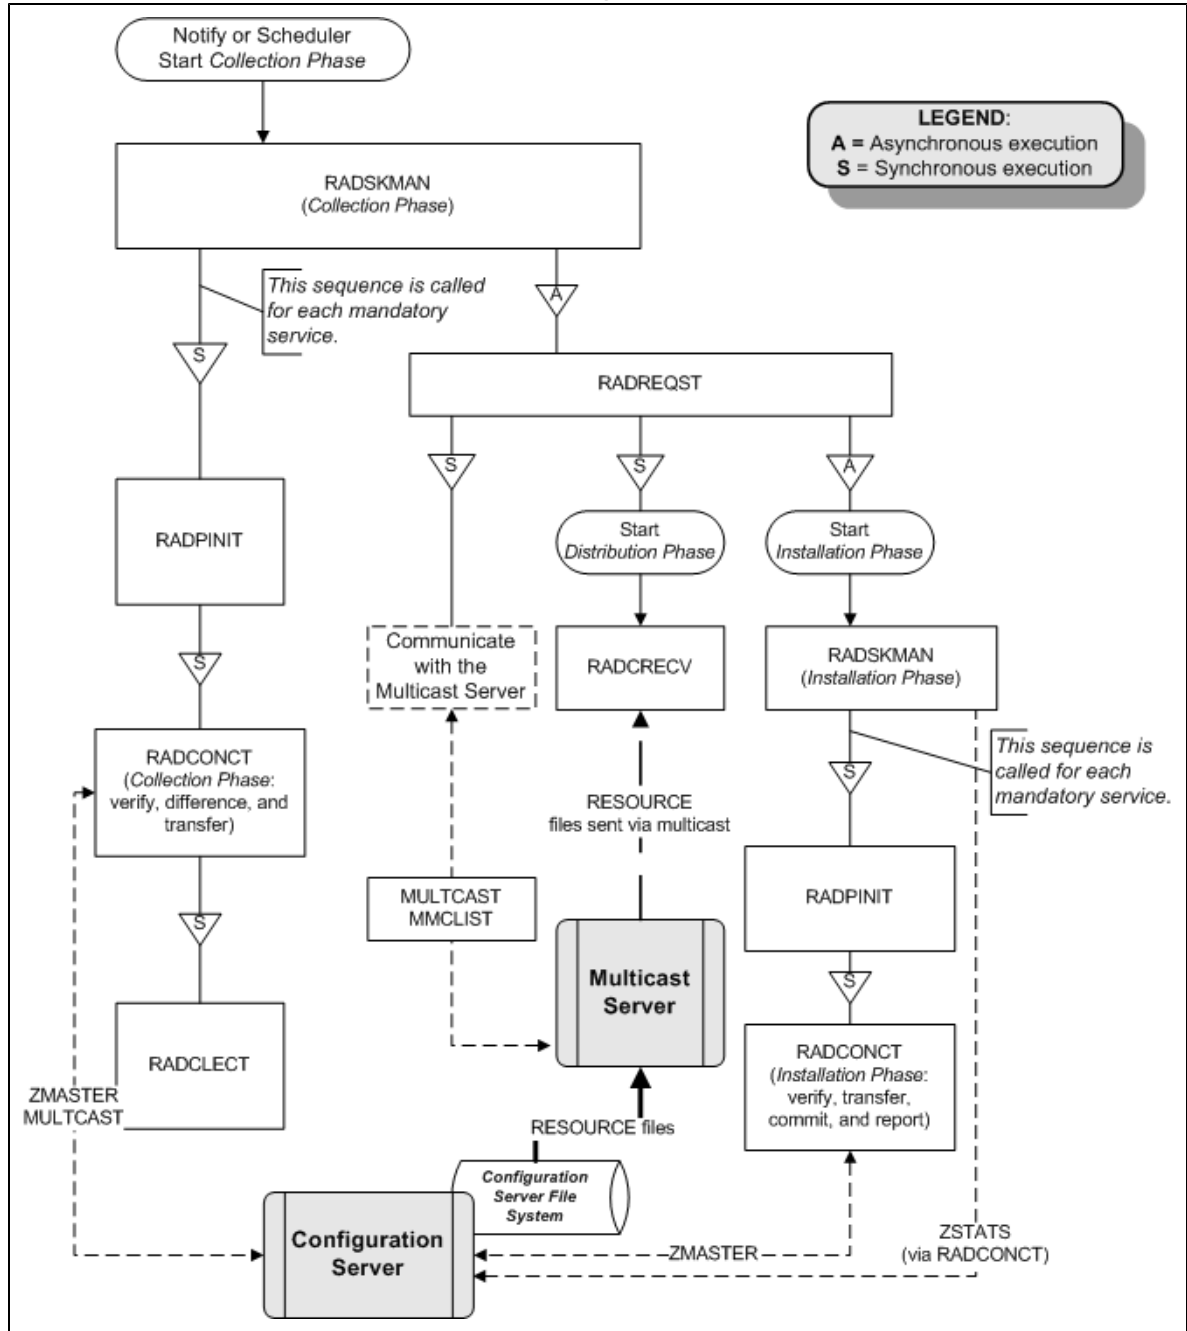 Notify or Scheduler
Start Collection Phase
LEGEND:
A = Asynchronous execution
S = Synchronous execution
RADSKMAN
(Collection Phase)
This sequence is called
for each mandatory
service.
A
S
RADREQST
S
S
A
RADPINIT
Start
Distribution Phase
Start
Installation Phase
Communicate
with the
Multicast Server
RADCRECV
RADSKMAN
(Installation Phase)
S
RADCONCT
(Collection Phase:
verify, difference, and
transfer)
This sequence is
called for each
mandatory service.
S
RESOURCE
files sent via multicast
MULTCAST
MMCLIST
RADPINIT
S
Multicast
Server
S
RADCLECT
RADCONCT
(Installation Phase:
verify, transfer,
commit, and report)
ZMASTER
MULTCAST
RESOURCE files
Configuration
Server File
System
Configuration
Server
ZMASTER
ZSTATS
(via RADCONCT)